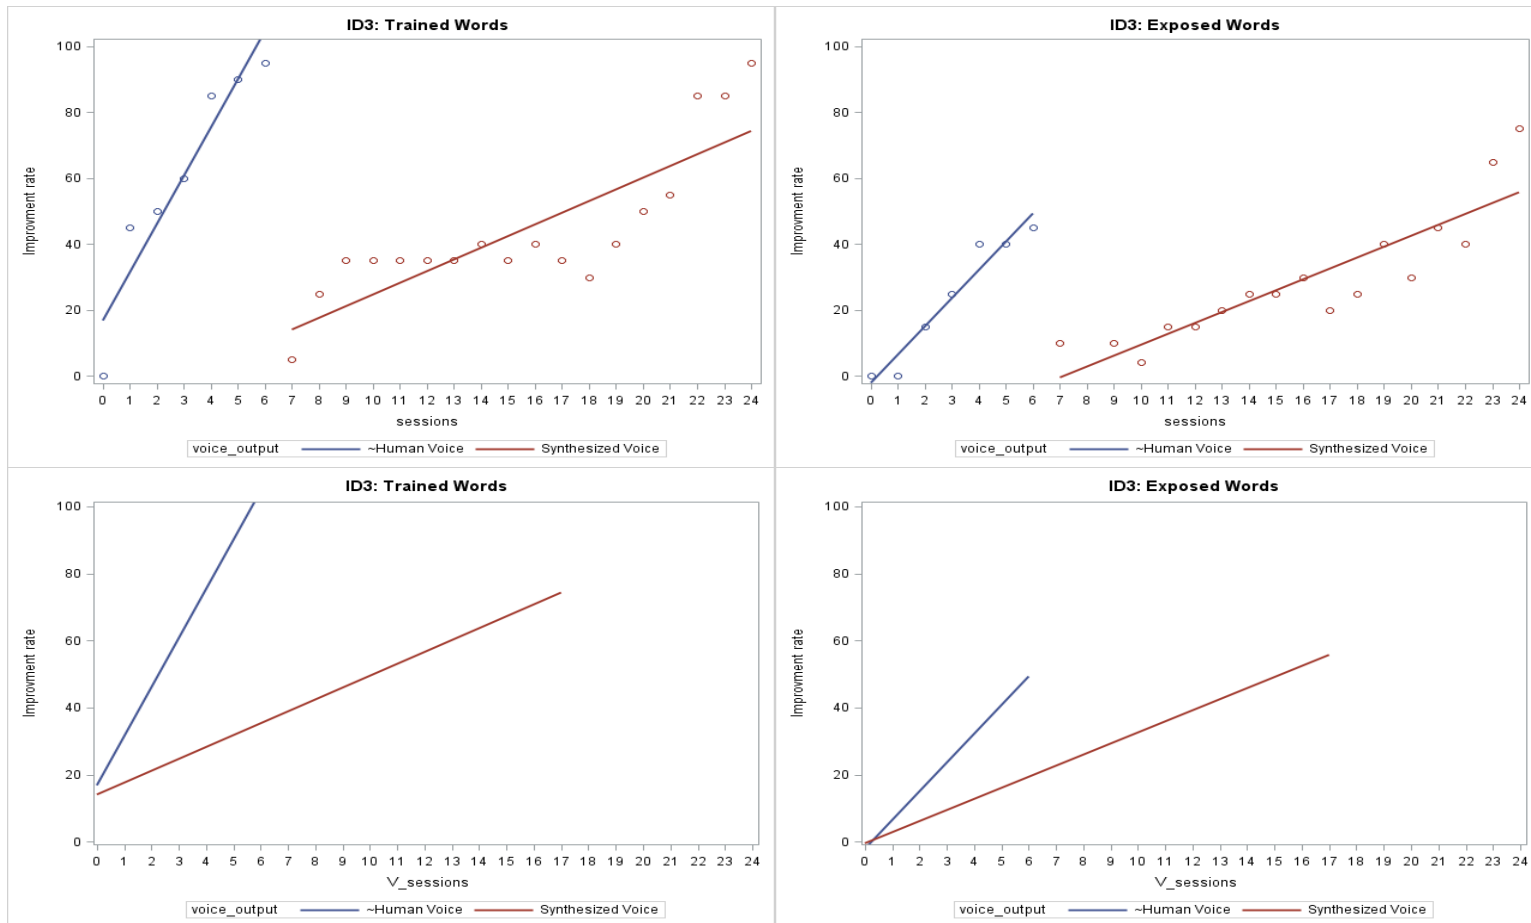 ID3: Trained Words
100
80
60
40
20
0
Improvment rate
0 1 2 3 4 5 6 7 8 9 10 11 12 13 14 15 16 17 18 19 20 21 22 23 24
sessions
voice_output ~Human Voice Synthesized Voice
ID3: Exposed Words
100
80
60
40
20
0
Improvment rate
0 1 2 3 4 5 6 7 8 9 10 11 12 13 14 15 16 17 18 19 20 21 22 23 24
sessions
voice_output ~Human Voice Synthesized Voice
ID3: Trained Words
100
80
60
40
20
0
Improvment rate
0 1 2 3 4 5 6 7 8 9 10 11 12 13 14 15 16 17 18 19 20 21 22 23 24
V_sessions
voice_output ~Human Voice Synthesized Voice
ID3: Exposed Words
100
80
60
40
20
0
Improvment rate
0 1 2 3 4 5 6 7 8 9 10 11 12 13 14 15 16 17 18 19 20 21 22 23 24
V_sessions
voice_output ~Human Voice Synthesized Voice